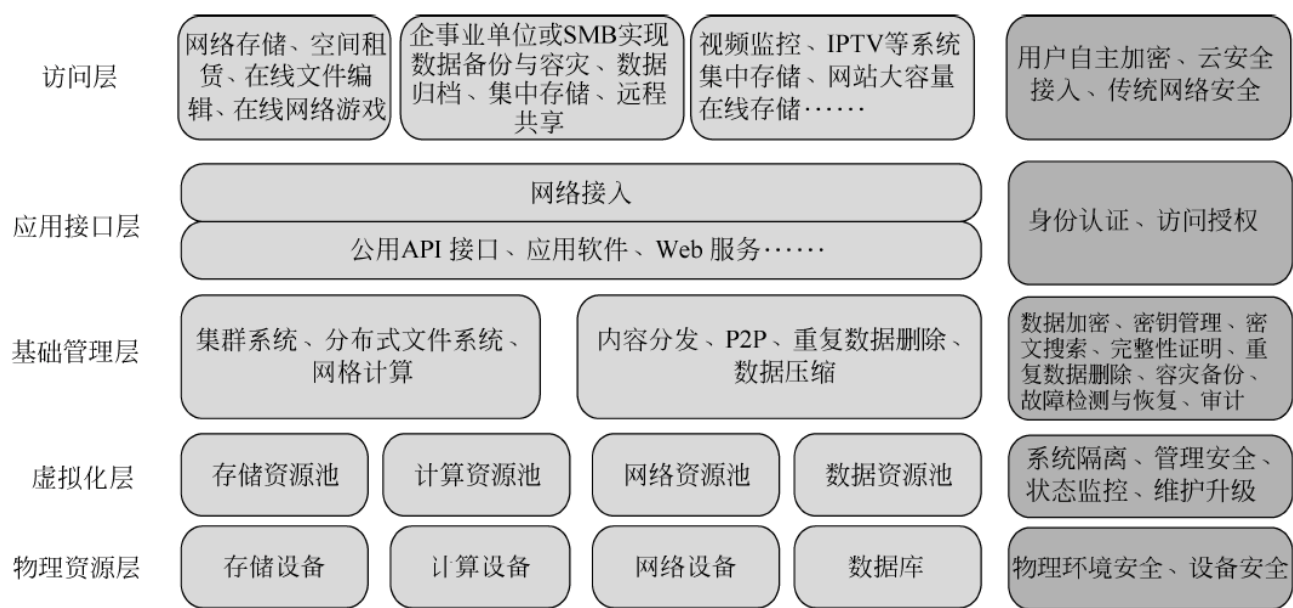 访问层
网络存储、空间租
赁、在线文件编
辑、在线网络游戏
企事业单位或SMB实现
数据备份与容灾、数据
归档、集中存储、远程
共享
视频监控、IPTV等系统
集中存储、网站大容量
在线存储……
用户自主加密、云安全
接入、传统网络安全
应用接口层
网络接入
公用API 接口、应用软件、Web 服务……
身份认证、访问授权
基础管理层
集群系统、分布式文件系统、
网格计算
内容分发、P2P、重复数据删除、
数据压缩
数据加密、密钥管理、密
文搜索、完整性证明、重
复数据删除、容灾备份、
故障检测与恢复、审计
虚拟化层
存储资源池
计算资源池
网络资源池
数据资源池
系统隔离、管理安全、
状态监控、维护升级
物理资源层
存储设备
计算设备
网络设备
数据库
物理环境安全、设备安全